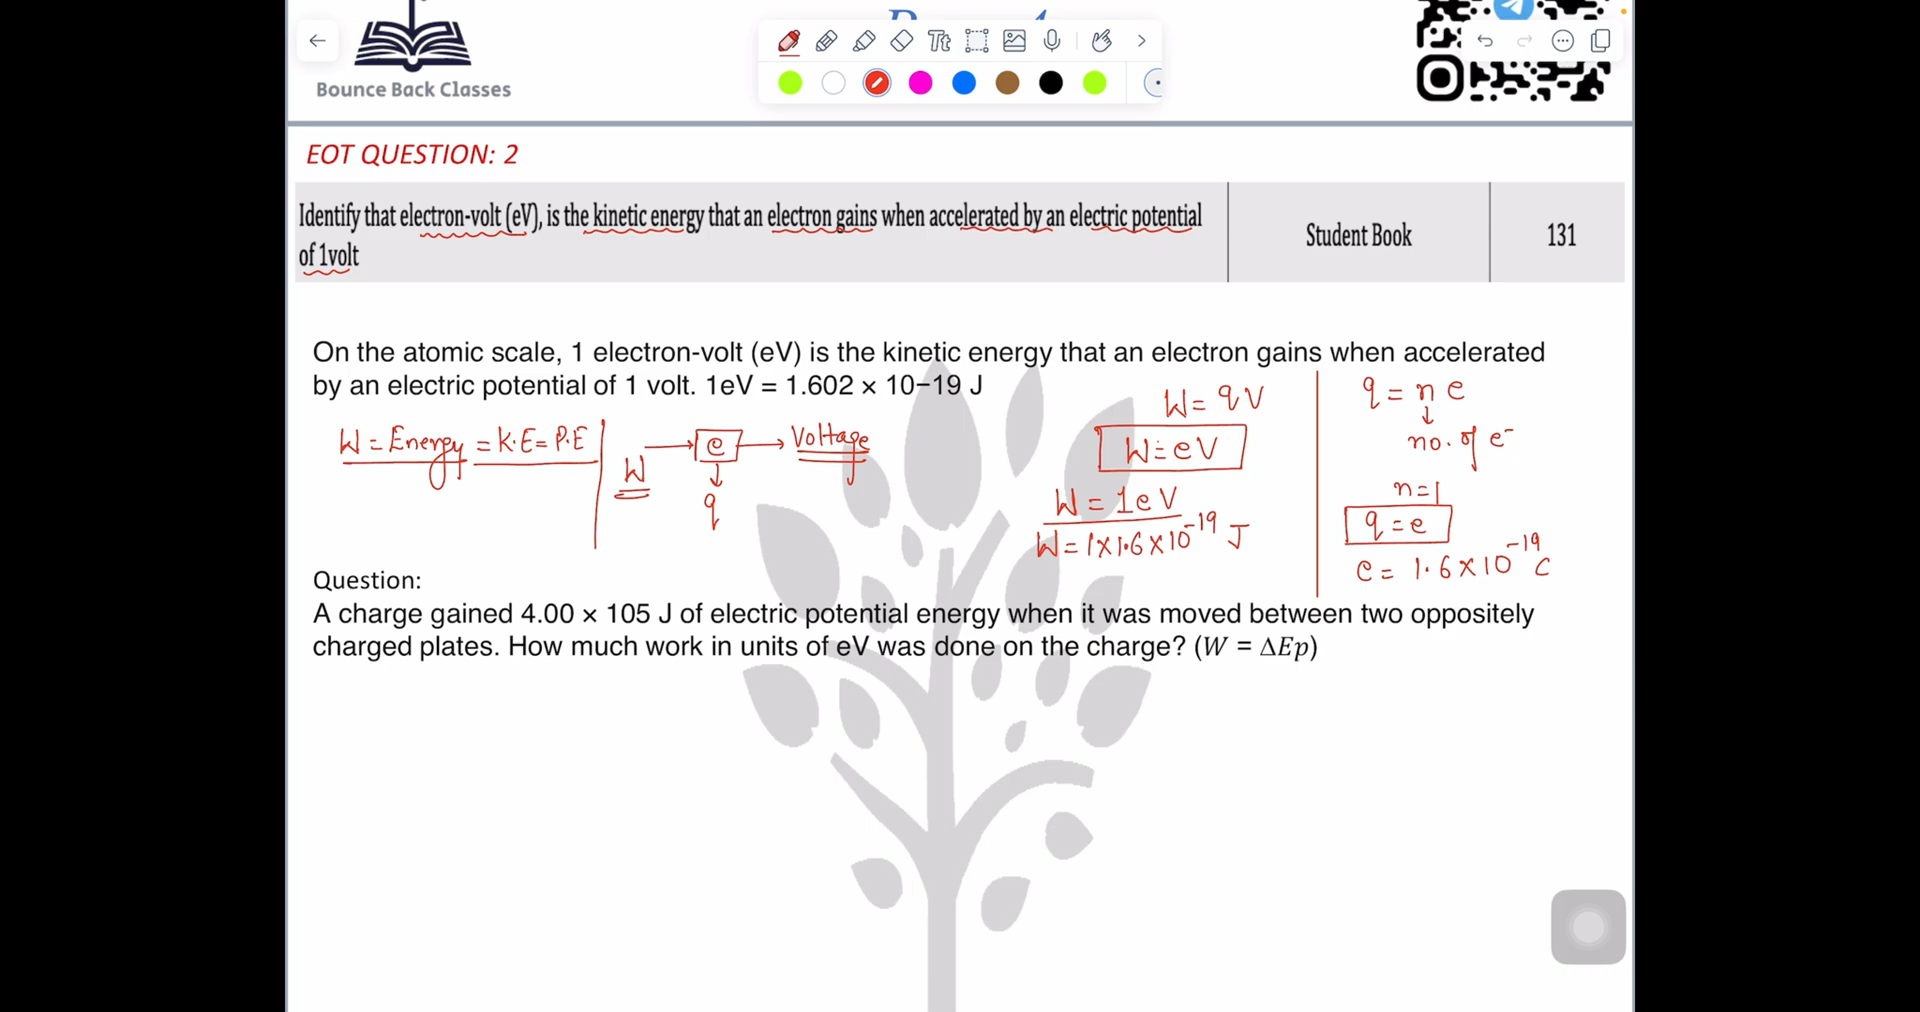 Bounce Back Classes
Tt
EOT QUESTION: 2
Identify that electron-volt (eV), is the kinetic energy that an electron gains when accelerated by an electric potential
of 1volt
Student Book
131
On the atomic scale, 1 electron-volt (eV) is the kinetic energy that an electron gains when accelerated
by an electric potential of 1 volt. 1eV = 1.602 × 10−19 J
W = Energy = K.E = P.E
W → e → Voltage
↓
q
W = qV
W = eV
W = 1eV
W = 1×1.6×10⁻¹⁹ J
q = n e
↓
no. of e⁻
n=1
q = e
e = 1.6×10⁻¹⁹ C
Question:
A charge gained 4.00 × 105 J of electric potential energy when it was moved between two oppositely
charged plates. How much work in units of eV was done on the charge? (W = ΔEp)